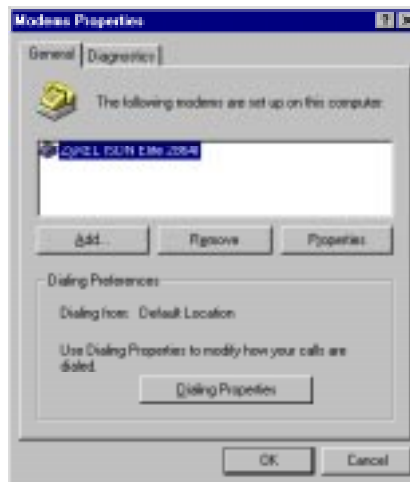 Modems Properties
General
Diagnostics
The following modems are set up on this computer:
ZyXEL ISDN Elite 2864I
Add...
Remove
Properties
Dialing Preferences
Dialing from: Default Location
Use Dialing Properties to modify how your calls are
dialed.
Dialing Properties
OK
Cancel